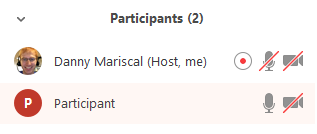 Participants (2)
Danny Mariscal (Host, me)
P Participant